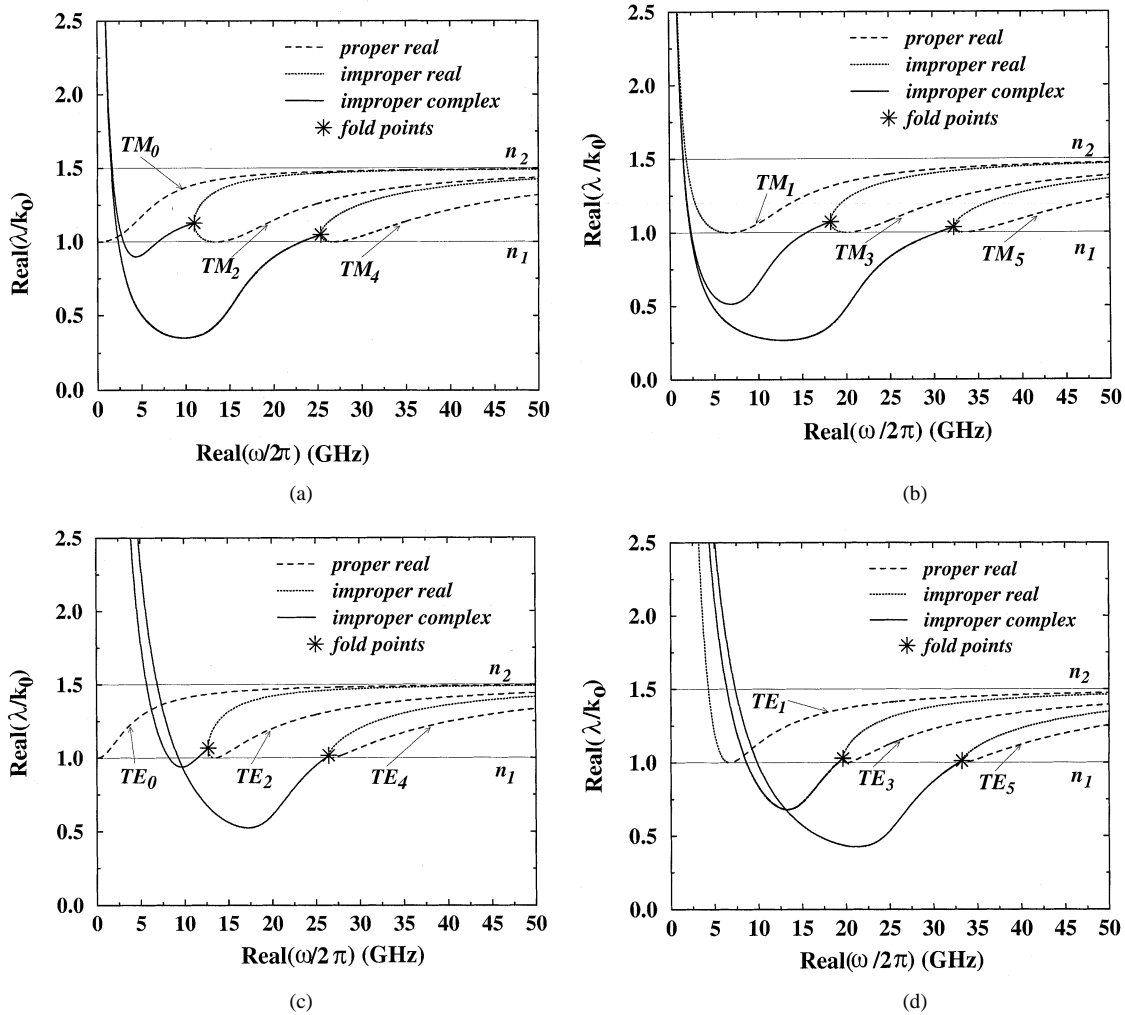 2.5
2.0
1.5
1.0
0.5
0.0
Real(λ/k0)
proper real
improper real
improper complex
fold points
TM0
n2
TM2
TM4
n1
0 5 10 15 20 25 30 35 40 45 50
Real(ω/2π) (GHz)
(a)
2.5
2.0
1.5
1.0
0.5
0.0
Real(λ/k0)
proper real
improper real
improper complex
fold points
n2
TM1
TM3
TM5
n1
0 5 10 15 20 25 30 35 40 45 50
Real(ω/2π) (GHz)
(b)
2.5
2.0
1.5
1.0
0.5
0.0
Real(λ/k0)
proper real
improper real
improper complex
fold points
n2
TE0
TE2
TE4
n1
0 5 10 15 20 25 30 35 40 45 50
Real(ω/2π) (GHz)
(c)
2.5
2.0
1.5
1.0
0.5
0.0
Real(λ/k0)
proper real
improper real
improper complex
fold points
n2
TE1
TE3
TE5
n1
0 5 10 15 20 25 30 35 40 45 50
Real(ω/2π) (GHz)
(d)